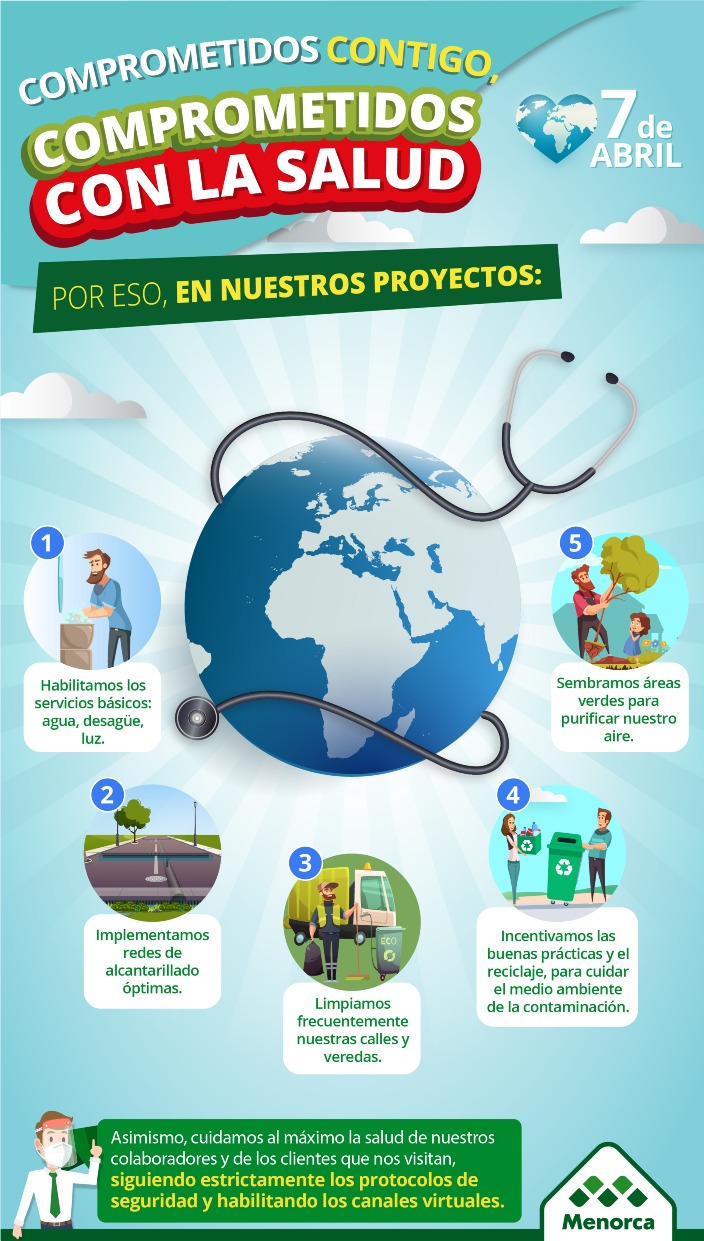 COMPROMETIDOS CONTIGO,
COMPROMETIDOS
CON LA SALUD
7 de
ABRIL
POR ESO, EN NUESTROS PROYECTOS:
1
Habilitamos los
servicios básicos:
agua, desagüe,
luz.
2
Implementamos
redes de
alcantarillado
óptimas.
3
ECO
Limpiamos
frecuentemente
nuestras calles y
veredas.
4
Incentivamos las
buenas prácticas y el
reciclaje, para cuidar
el medio ambiente
de la contaminación.
5
Sembramos áreas
verdes para
purificar nuestro
aire.
Asimismo, cuidamos al máximo la salud de nuestros
colaboradores y de los clientes que nos visitan,
siguiendo estrictamente los protocolos de
seguridad y habilitando los canales virtuales.
Menorca